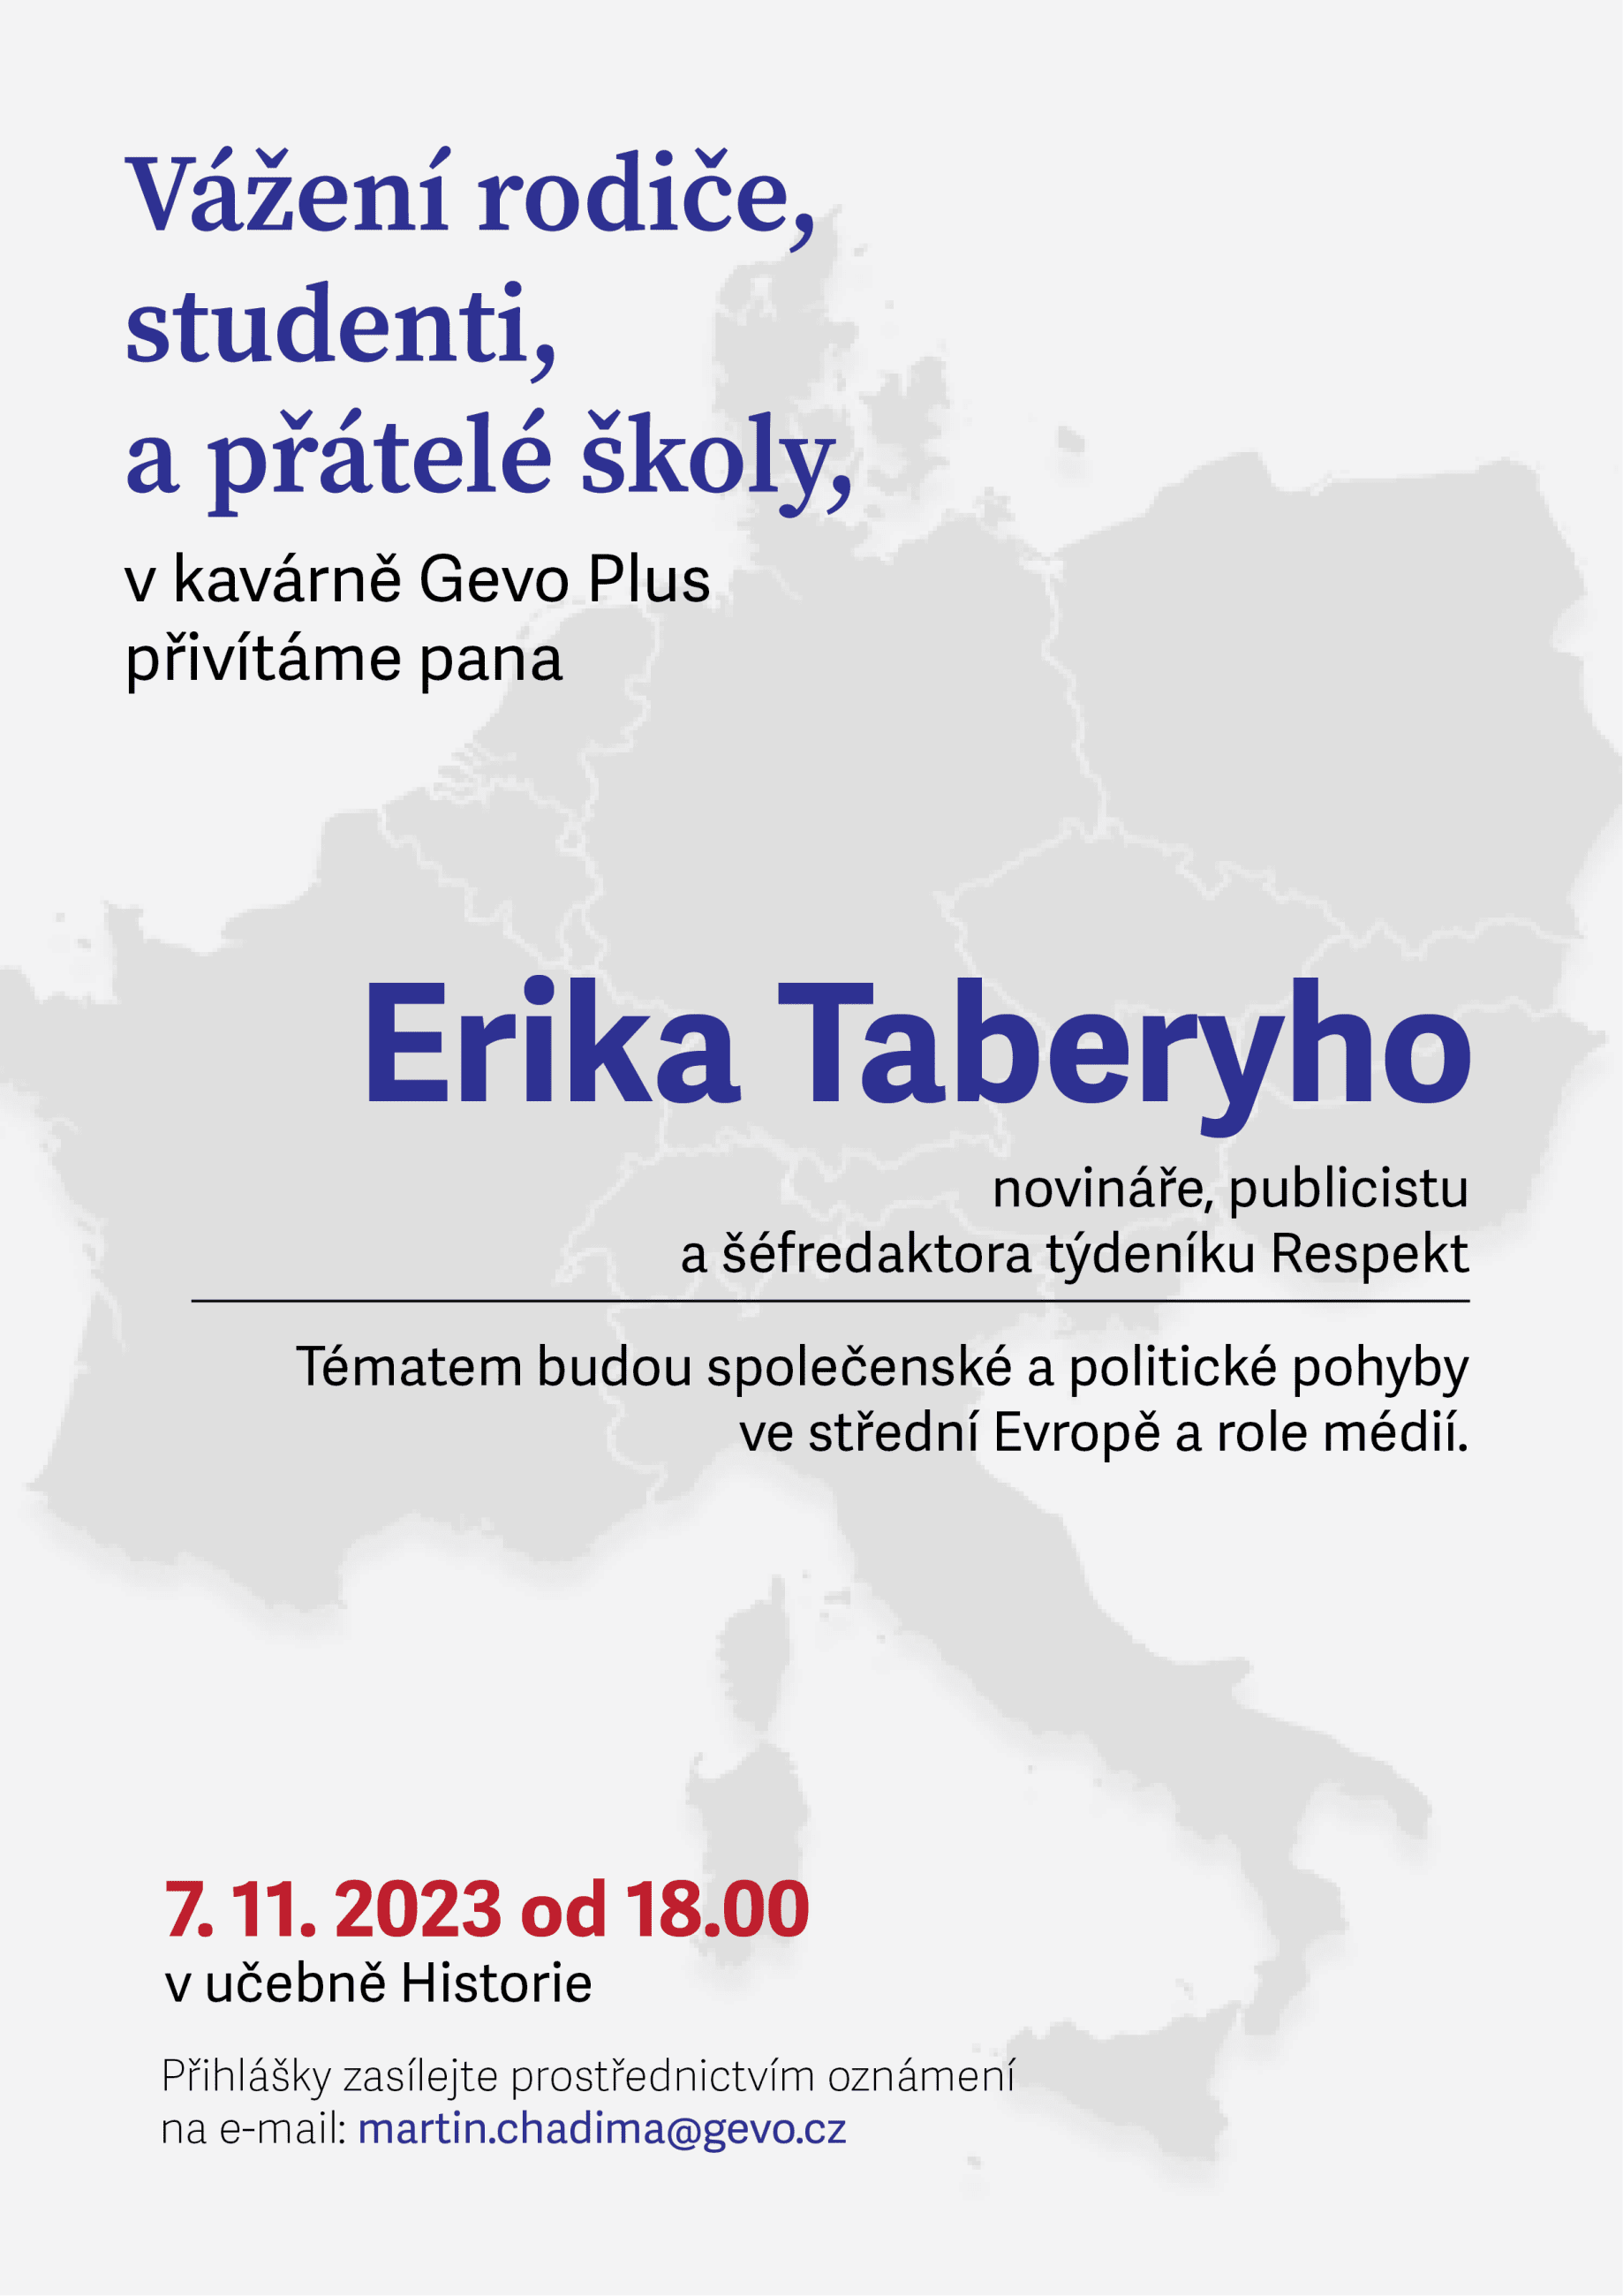 Vážení rodiče,
studenti,
a přátelé školy,
v kavárně Gevo Plus
přivítáme pana
Erika Taberyho
novináře, publicistu
a šéfredaktora týdeníku Respekt
Tématem budou společenské a politické pohyby
ve střední Evropě a role médií.
7. 11. 2023 od 18.00
v učebně Historie
Přihlášky zasílejte prostřednictvím oznámení
na e-mail: martin.chadima@gevo.cz